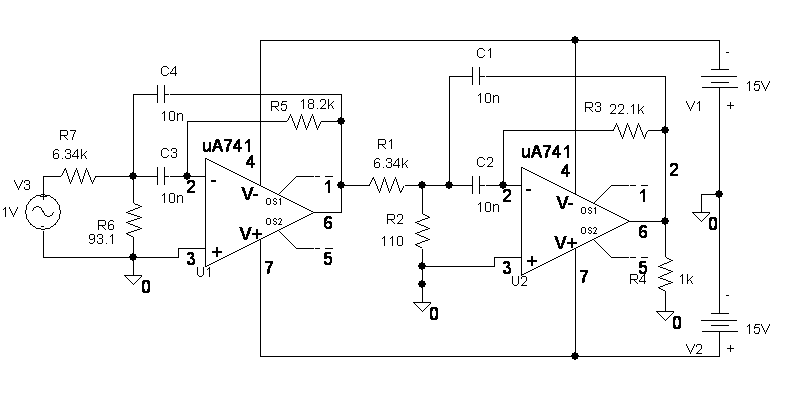 C1
-
C4
10n
15V
V1
+
R5 18.2k
R3 22.1k
10n
R7
6.34k
uA741
4
R1
6.34k
uA741
4
2
C3
C2
V3
1V
10n
2
-
V-
OS1
1
10n
2
-
V-
OS1
1
R6
93.1
OS2
6
R2
110
OS2
6
0
V+
V+
3
+
5
3
+
5
U1
7
U2
7
R4
1k
0
0
0
-
15V
V2
+